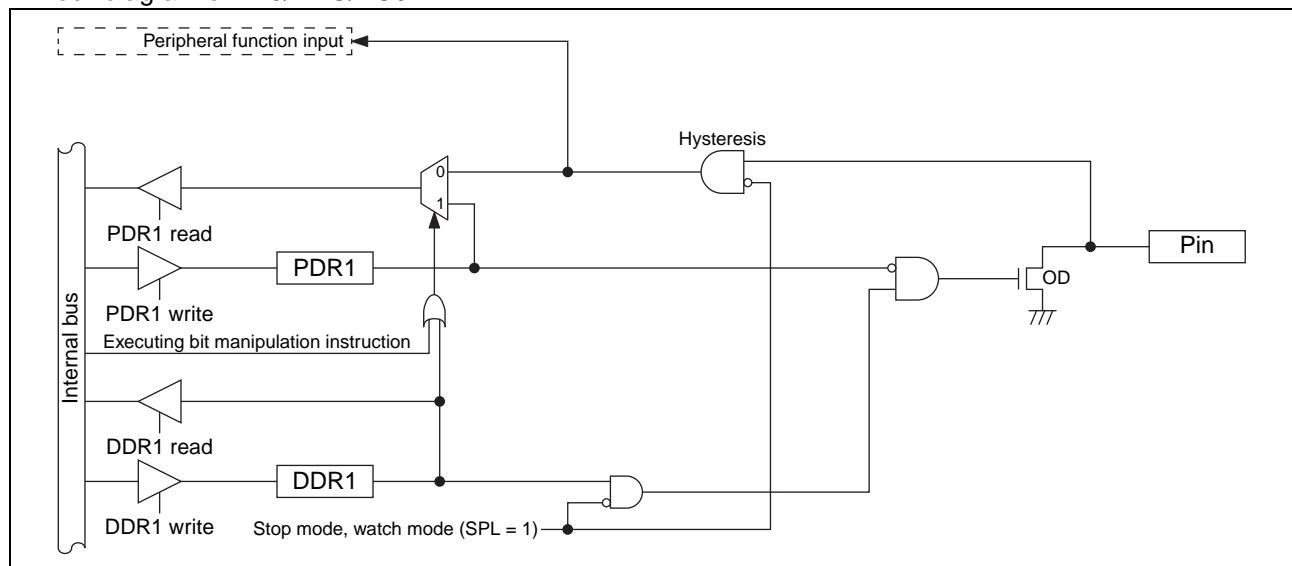 Peripheral function input
Hysteresis
0
1
PDR1 read
Pin
PDR1
OD
PDR1 write
Internal bus
Executing bit manipulation instruction
DDR1 read
DDR1
DDR1 write
Stop mode, watch mode (SPL = 1)